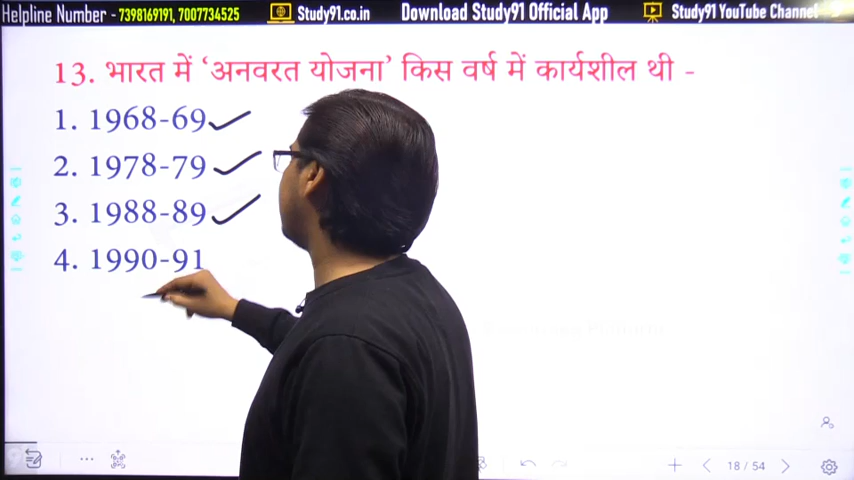 Helpline Number - 7398169191, 7007734525 Study91.co.in Download Study91 Official App Study91 YouTube Channel
13. भारत में ‘अनवरत योजना’ किस वर्ष में कार्यशील थी -
1. 1968-69
2. 1978-79
3. 1988-89
4. 1990-91
18 / 54